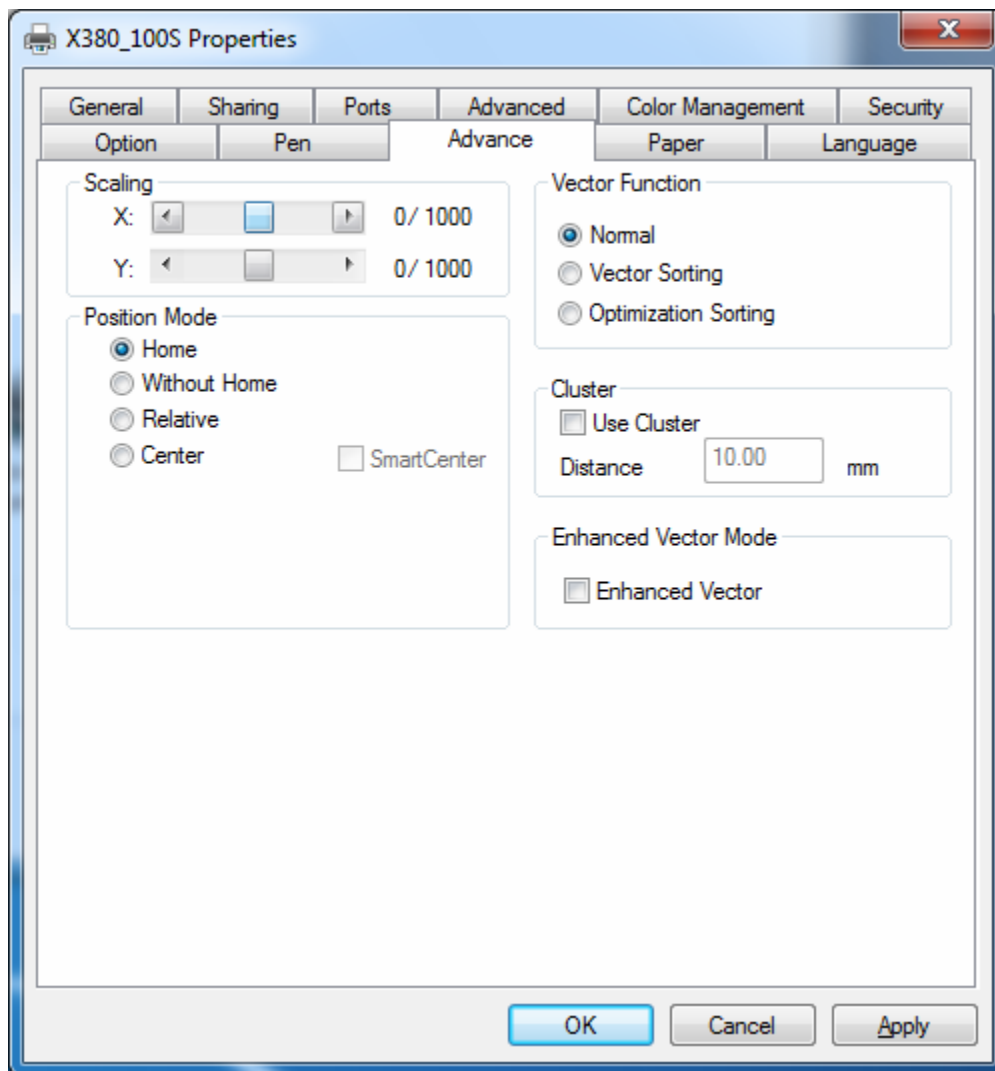 X380_100S Properties
General Sharing Ports Advanced Color Management Security
Option Pen Advance Paper Language
Scaling
X: 0/ 1000
Y: 0/ 1000
Position Mode
Home
Without Home
Relative
Center SmartCenter
Vector Function
Normal
Vector Sorting
Optimization Sorting
Cluster
Use Cluster
Distance 10.00 mm
Enhanced Vector Mode
Enhanced Vector
OK Cancel Apply